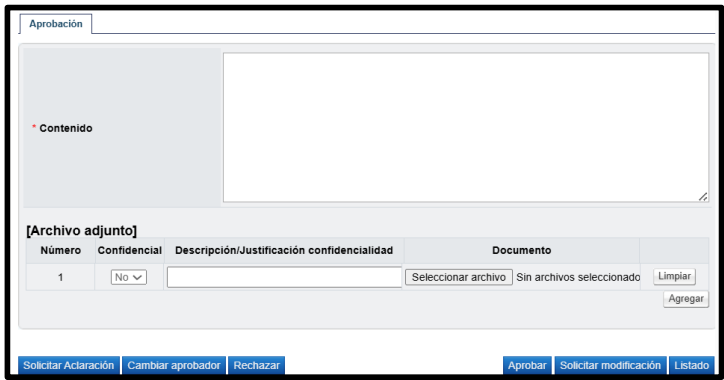 Aprobación
* Contenido
[Archivo adjunto]
Número Confidencial Descripción/Justificación confidencialidad Documento
1 No Seleccionar archivo Sin archivos seleccionado Limpiar
Agregar
Solicitar Aclaración Cambiar aprobador Rechazar Aprobar Solicitar modificación Listado